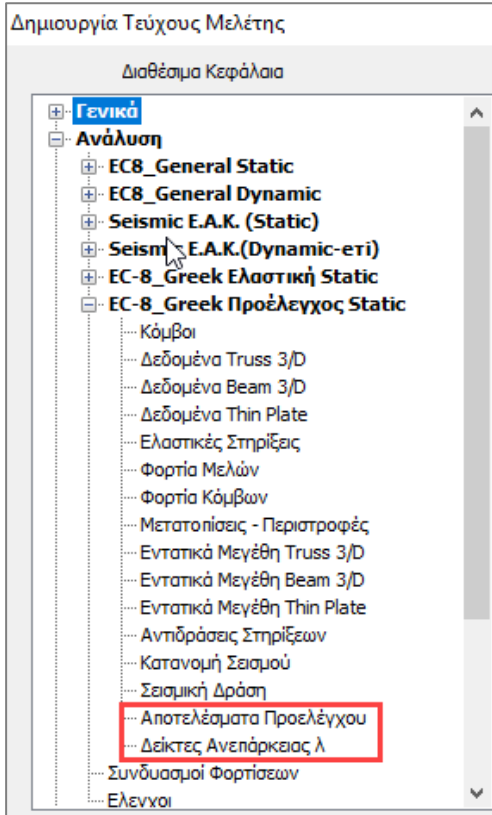 Δημιουργία Τεύχους Μελέτης
Διαθέσιμα Κεφάλαια
Γενικά
Ανάλυση
EC8_General Static
EC8_General Dynamic
Seismic E.A.K. (Static)
Seismic E.A.K.(Dynamic-eτi)
EC-8_Greek Ελαστική Static
EC-8_Greek Προέλεγχος Static
Κόμβοι
Δεδομένα Truss 3/D
Δεδομένα Beam 3/D
Δεδομένα Thin Plate
Ελαστικές Στηρίξεις
Φορτία Μελών
Φορτία Κόμβων
Μετατοπίσεις - Περιστροφές
Εντατικά Μεγέθη Truss 3/D
Εντατικά Μεγέθη Beam 3/D
Εντατικά Μεγέθη Thin Plate
Αντιδράσεις Στηρίξεων
Κατανομή Σεισμού
Σεισμική Δράση
Αποτελέσματα Προελέγχου
Δείκτες Ανεπάρκειας λ
Συνδυασμοί Φορτίσεων
Ελεγχοι